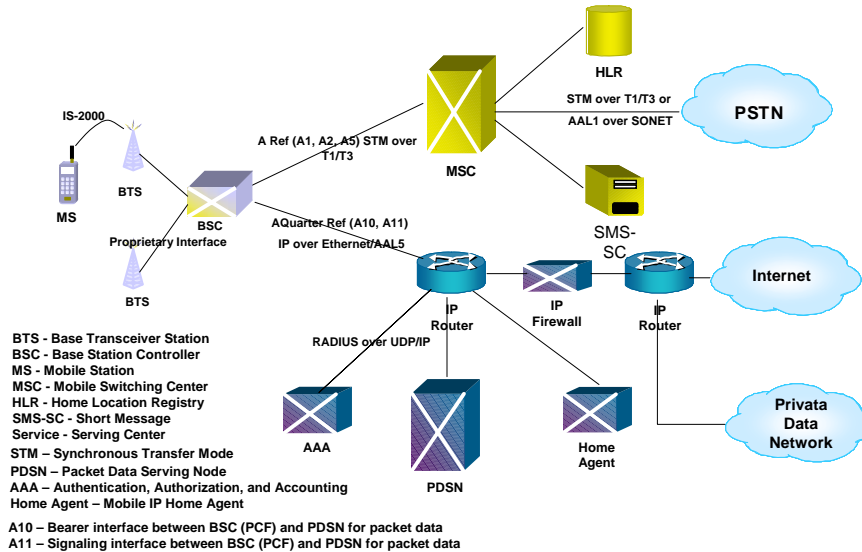 IS-2000
MS
BTS
BTS
BSC
Proprietary Interface
A Ref (A1, A2, A5) STM over
T1/T3
AQuarter Ref (A10, A11)
IP over Ethernet/AAL5
MSC
HLR
STM over T1/T3 or
AAL1 over SONET
PSTN
SMS-
SC
IP
Router
IP
Firewall
IP
Router
Internet
RADIUS over UDP/IP
AAA
PDSN
Home
Agent
Privata
Data
Network
BTS - Base Transceiver Station
BSC - Base Station Controller
MS - Mobile Station
MSC - Mobile Switching Center
HLR - Home Location Registry
SMS-SC - Short Message
Service - Serving Center
STM – Synchronous Transfer Mode
PDSN – Packet Data Serving Node
AAA – Authentication, Authorization, and Accounting
Home Agent – Mobile IP Home Agent
A10 – Bearer interface between BSC (PCF) and PDSN for packet data
A11 – Signaling interface between BSC (PCF) and PDSN for packet data